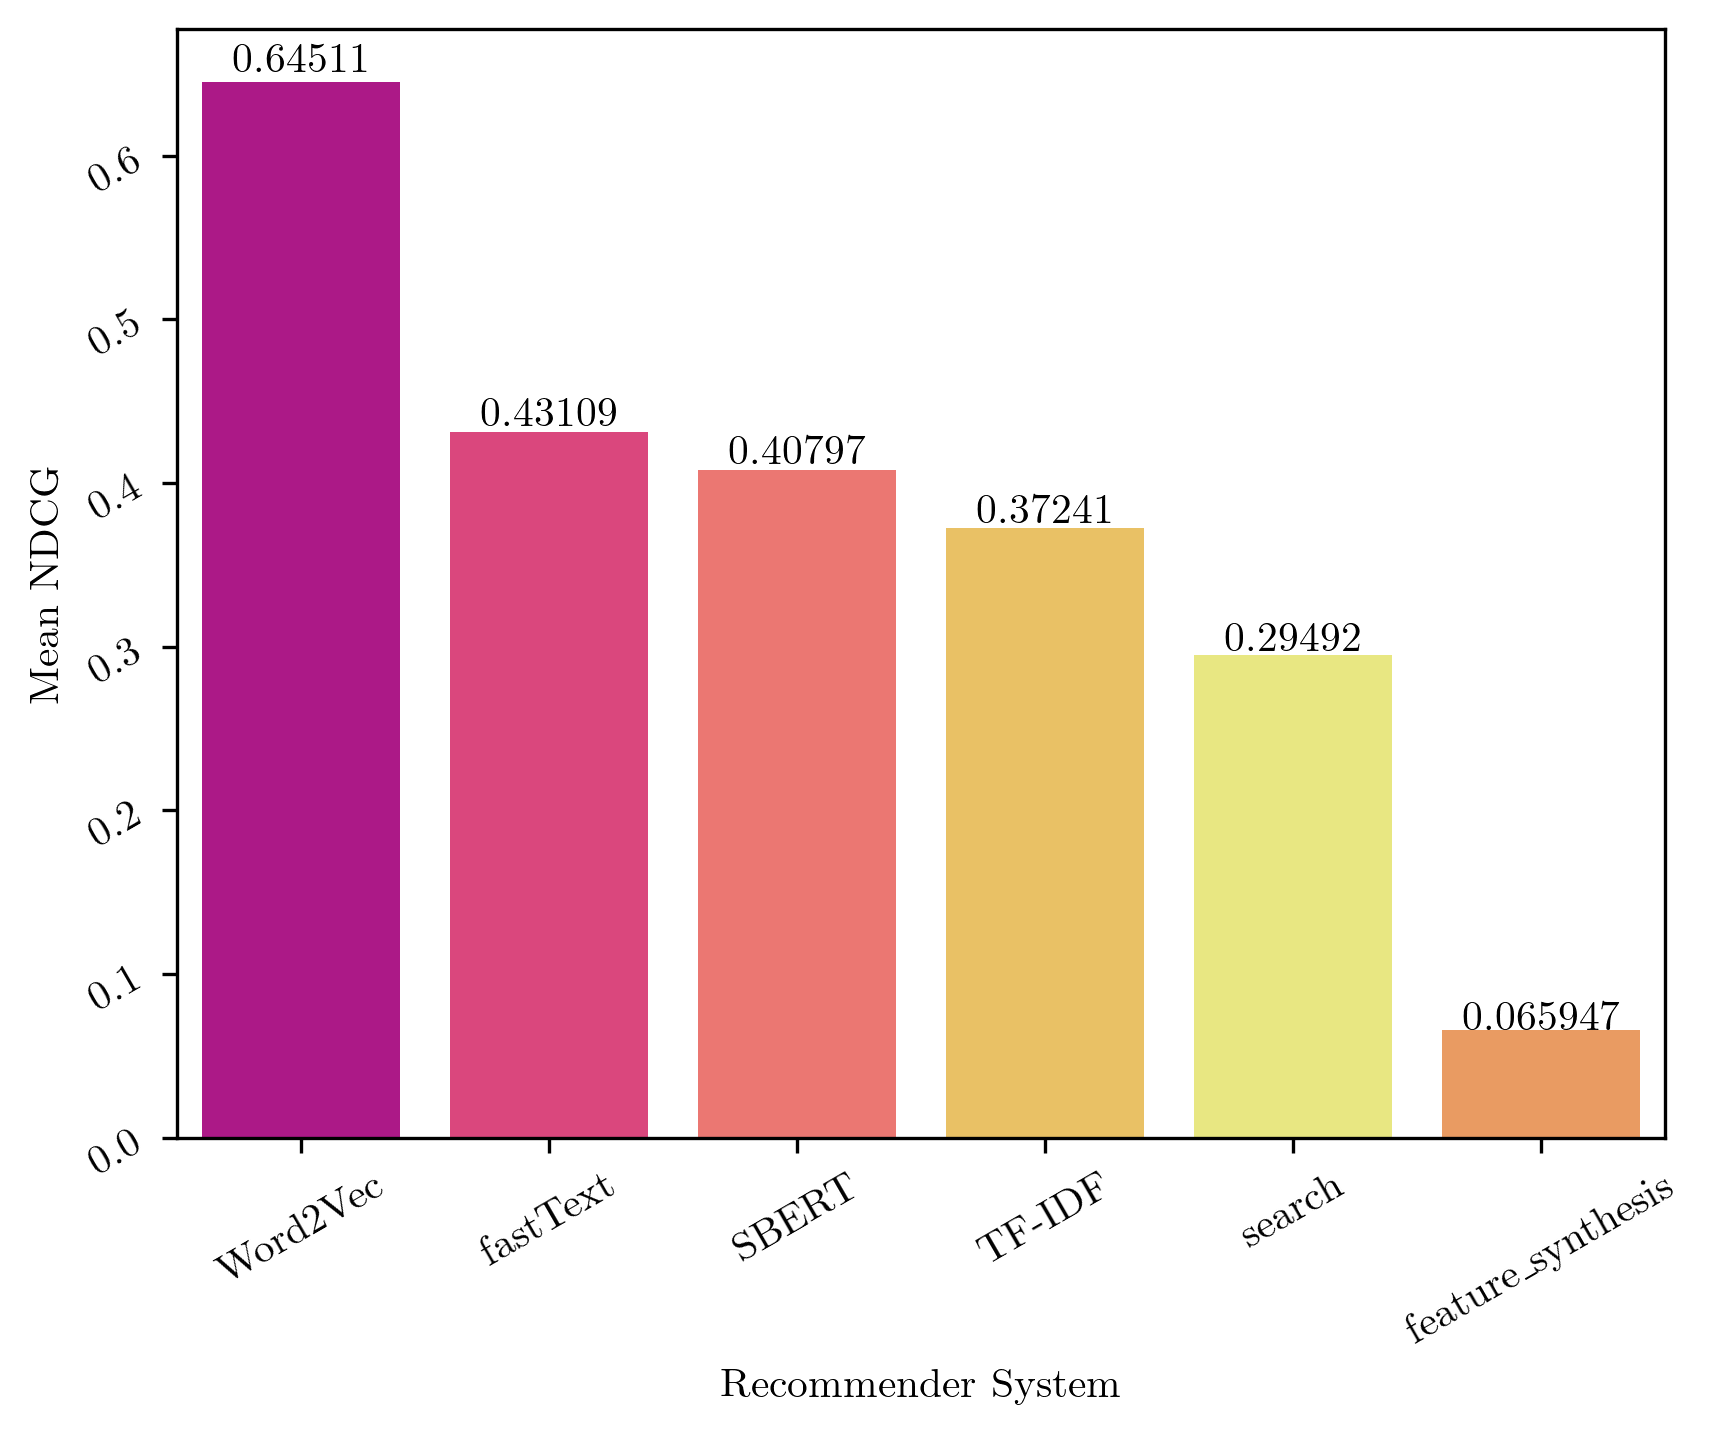 0.64511
0.43109
0.40797
0.37241
0.29492
0.065947
0.6
0.5
0.4
0.3
0.2
0.1
0.0
Mean NDCG
Word2Vec
fastText
SBERT
TF-IDF
search
feature_synthesis
Recommender System